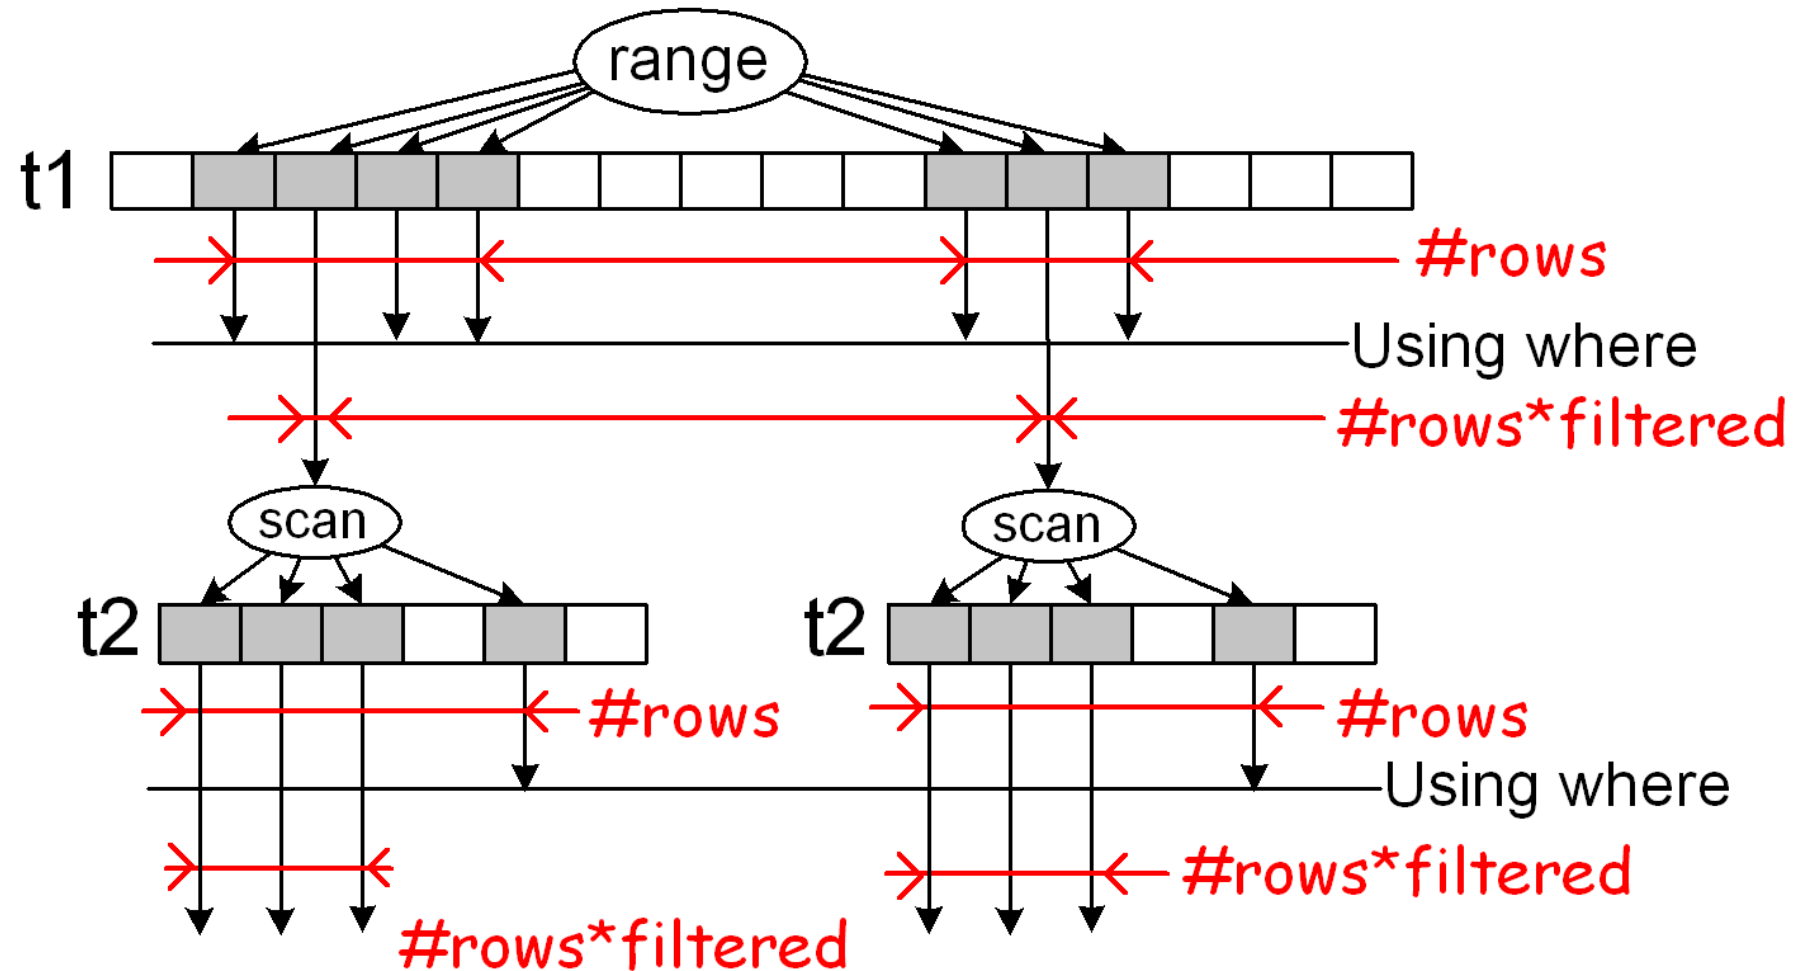 range
t1
#rows
Using where
#rows*filtered
scan
scan
t2
t2
#rows
#rows
Using where
#rows*filtered
#rows*filtered